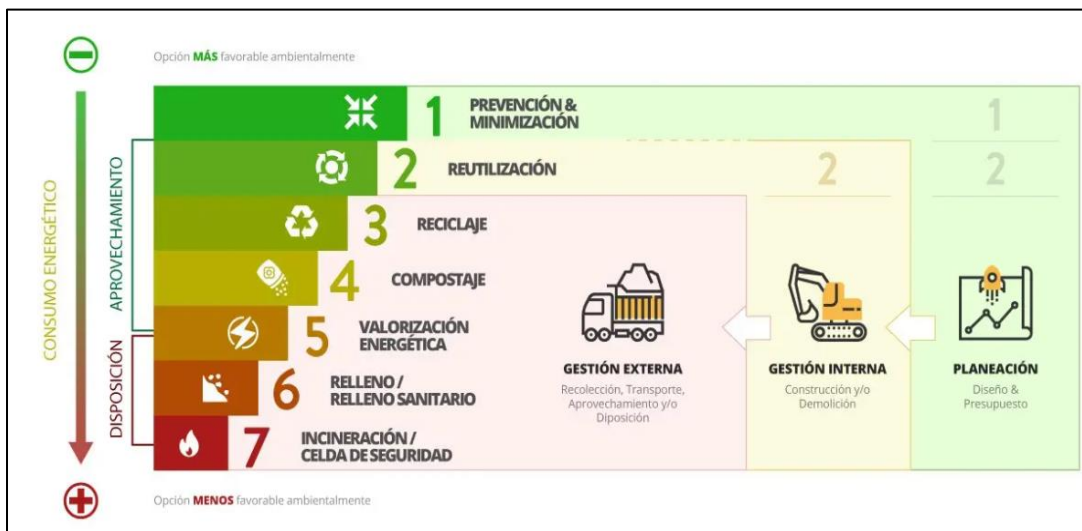 Opción MÁS favorable ambientalmente
CONSUMO ENERGÉTICO
APROVECHAMIENTO
DISPOSICIÓN
1 PREVENCIÓN &
MINIMIZACIÓN
1
2 REUTILIZACIÓN
2
2
3 RECICLAJE
4 COMPOSTAJE
5 VALORIZACIÓN
ENERGÉTICA
6 RELLENO /
RELLENO SANITARIO
7 INCINERACIÓN /
CELDA DE SEGURIDAD
GESTIÓN EXTERNA
Recolección, Transporte,
Aprovechamiento y/o
Diposición
GESTIÓN INTERNA
Construcción y/o
Demolición
PLANEACIÓN
Diseño &
Presupuesto
Opción MENOS favorable ambientalmente